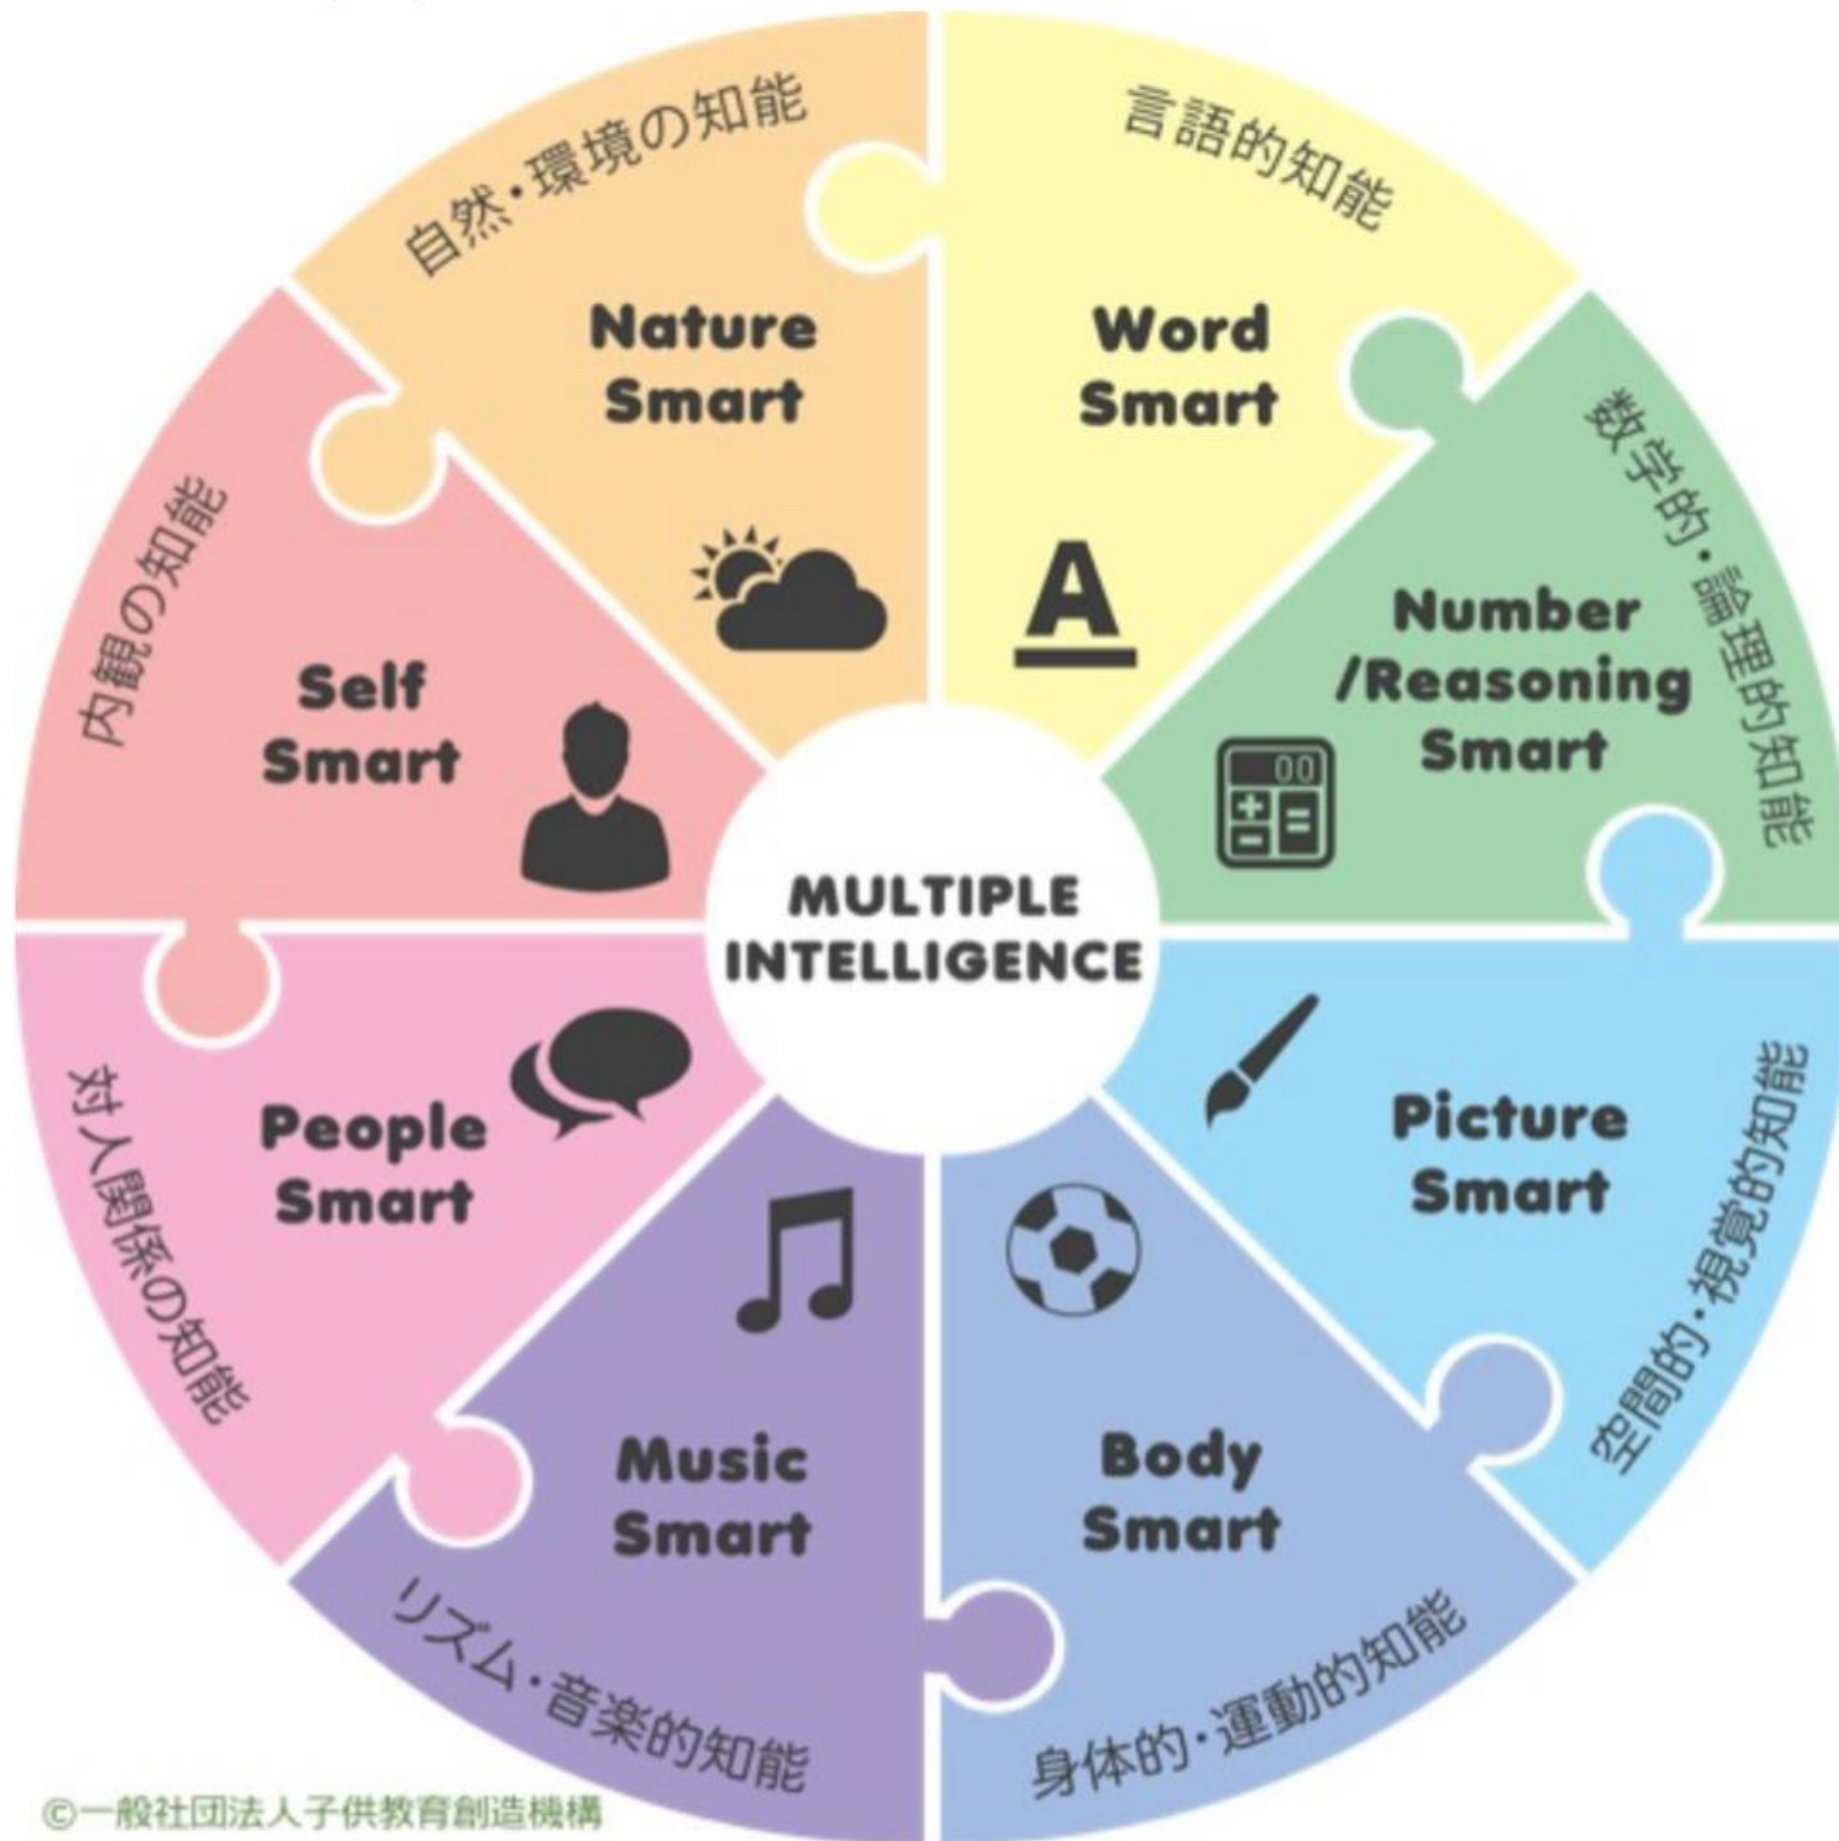 自然・環境の知能
Nature
Smart
言語的知能
Word
Smart
数学的・論理的知能
Number
/Reasoning
Smart
00
A
空間的・視覚的知能
Picture
Smart
身体的・運動的知能
Body
Smart
リズム・音楽的知能
Music
Smart
対人関係の知能
People
Smart
内観の知能
Self
Smart
MULTIPLE
INTELLIGENCE
©一般社団法人子供教育創造機構